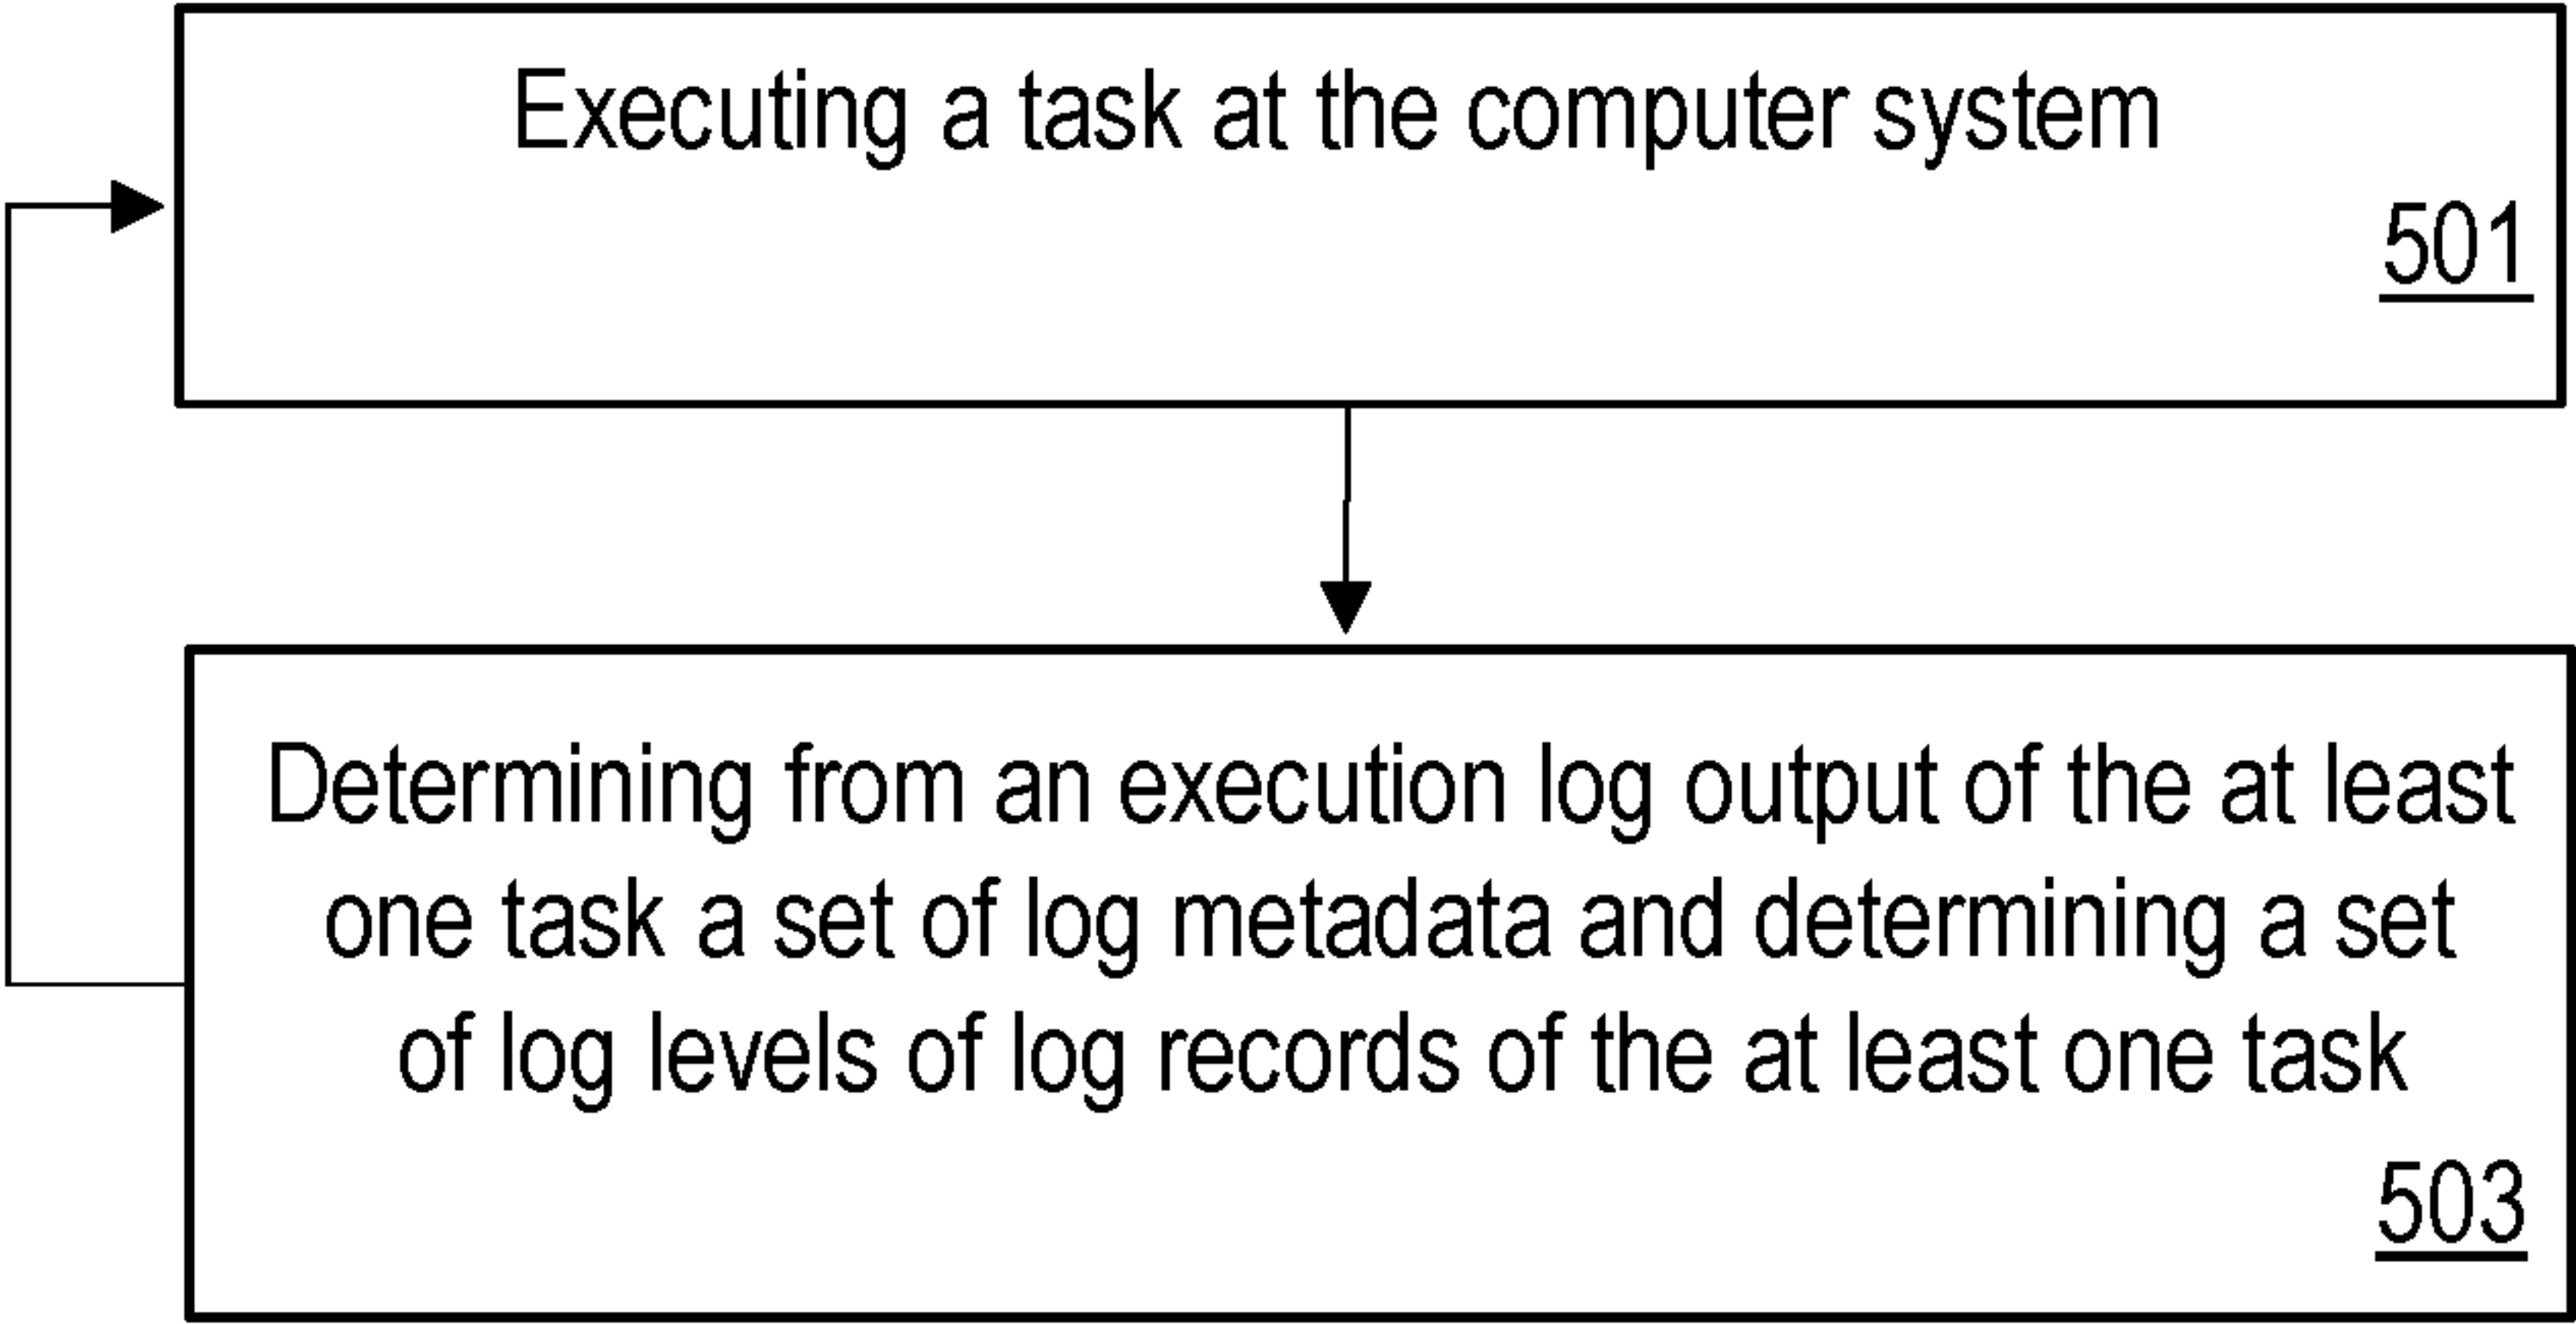 Executing a task at the computer system
501
Determining from an execution log output of the at least
one task a set of log metadata and determining a set
of log levels of log records of the at least one task
503